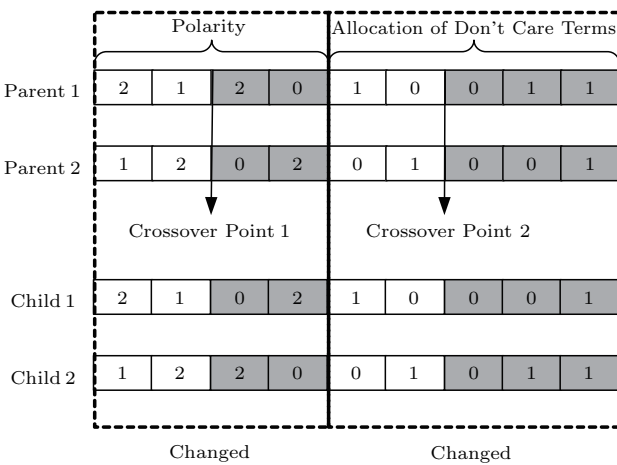 Polarity Allocation of Don't Care Terms
Parent 1 2 1 2 0 1 0 0 1 1
Parent 2 1 2 0 2 0 1 0 0 1
Crossover Point 1 Crossover Point 2
Child 1 2 1 0 2 1 0 0 0 1
Child 2 1 2 2 0 0 1 0 1 1
Changed Changed